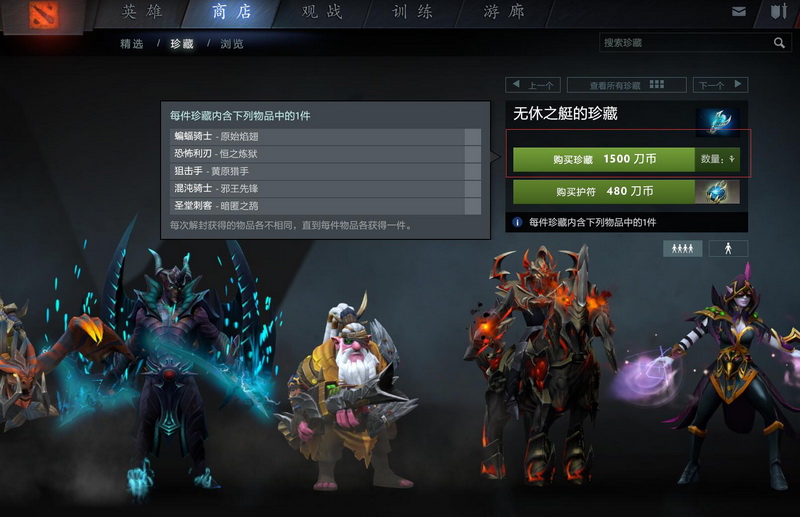 英雄
商店
观战
训练
游廊
精选 / 珍藏 / 浏览
搜索珍藏
上一个
查看所有珍藏
下一个
每件珍藏内含下列物品中的1件
蝙蝠骑士 - 原始焰翅
恐怖利刃 - 恒之炼狱
狙击手 - 黄原猎手
混沌骑士 - 邪王先锋
圣堂刺客 - 暗匿之鸹
每次解封获得的物品各不相同，直到每件物品各获得一件。
无休之艇的珍藏
购买珍藏 1500 刀币
数量：
购买护符 480 刀币
每件珍藏内含下列物品中的1件